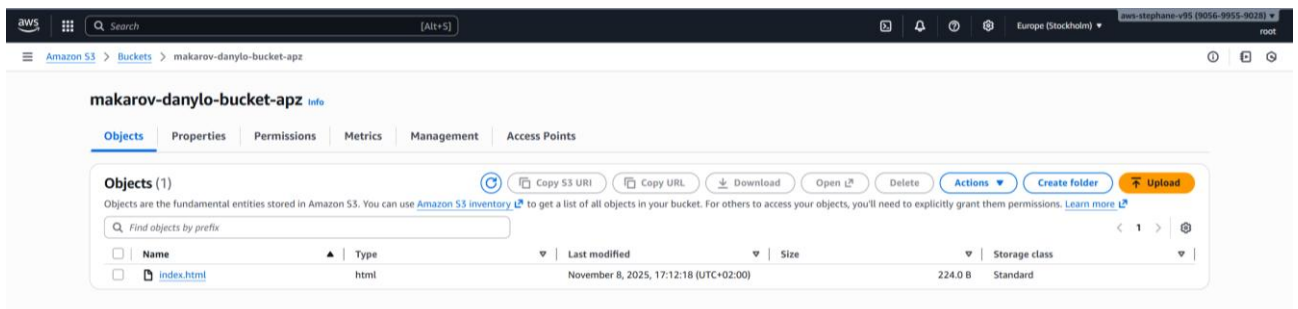 aws Search [Alt+S] Europe (Stockholm) aws-stephane-v95 (9056-9955-9028)
root
Amazon S3 > Buckets > makarov-danylo-bucket-apz
makarov-danylo-bucket-apz Info
Objects Properties Permissions Metrics Management Access Points
Objects (1) Copy S3 URI Copy URL Download Open Delete Actions Create folder Upload
Objects are the fundamental entities stored in Amazon S3. You can use Amazon S3 inventory to get a list of all objects in your bucket. For others to access your objects, you'll need to explicitly grant them permissions. Learn more
Find objects by prefix < 1 >
Name Type Last modified Size Storage class
index.html html November 8, 2025, 17:12:18 (UTC+02:00) 224.0 B Standard